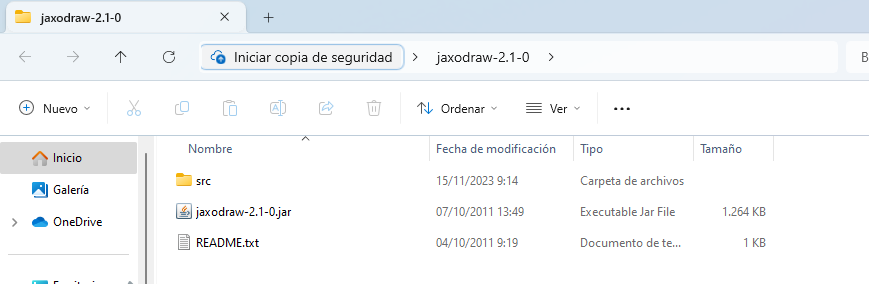 jaxodraw-2.1-0
Iniciar copia de seguridad > jaxodraw-2.1-0 >
Nuevo Ordenar Ver
Nombre Fecha de modificación Tipo Tamaño
Inicio
src 15/11/2023 9:14 Carpeta de archivos
Galería
jaxodraw-2.1-0.jar 07/10/2011 13:49 Executable Jar File 1.264 KB
OneDrive
README.txt 04/10/2011 9:19 Documento de te... 1 KB